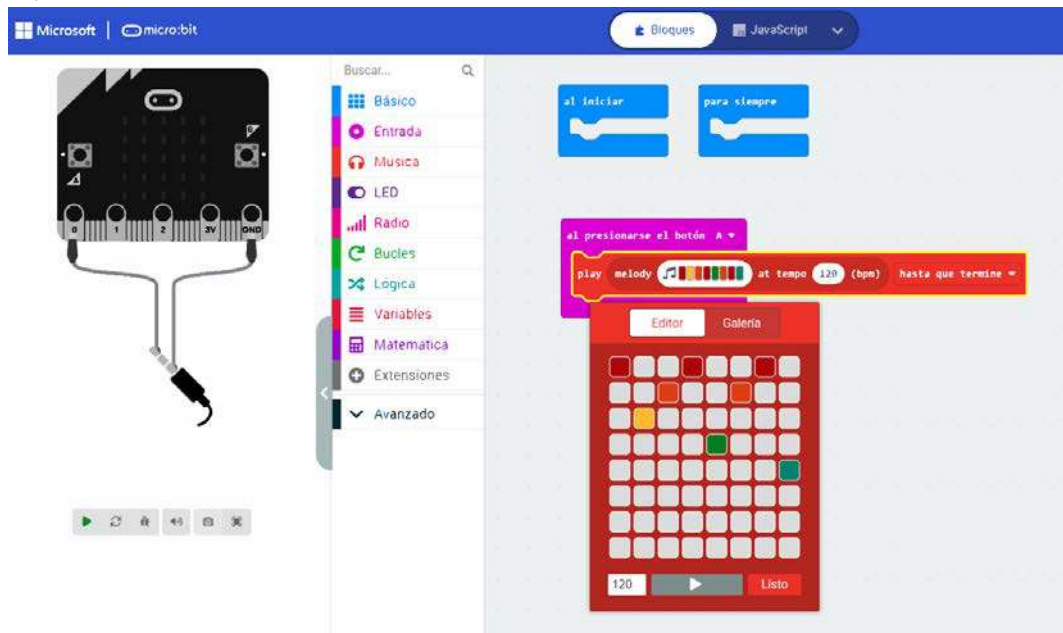 Microsoft | micro:bit
Bloques
JavaScript
Buscar...
Básico
Entrada
Musica
LED
Radio
Bucles
Lógica
Variables
Matematica
Extensiones
Avanzado
0 1 2 3V GND
A
B
al iniciar
para siempre
al presionarse el botón A
play melody at tempo 120 (bpm) hasta que termine
Editor
Galería
120
Listo